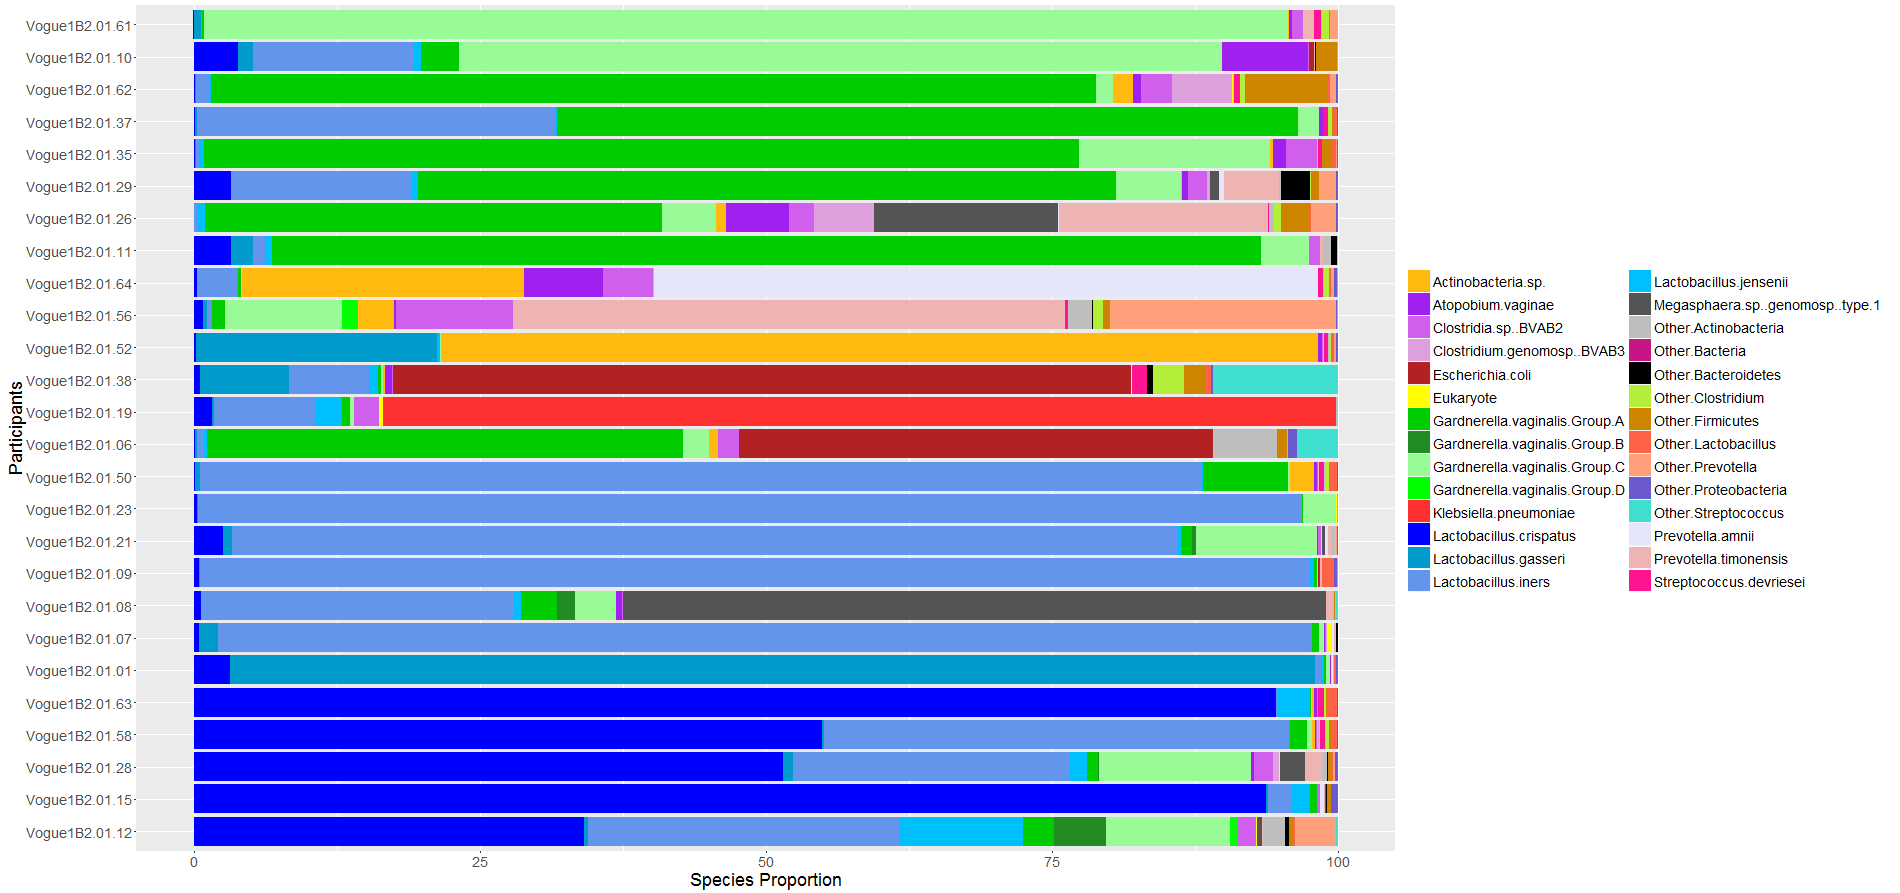 Participants
Vogue1B2.01.61
Vogue1B2.01.10
Vogue1B2.01.62
Vogue1B2.01.37
Vogue1B2.01.35
Vogue1B2.01.29
Vogue1B2.01.26
Vogue1B2.01.11
Vogue1B2.01.64
Vogue1B2.01.56
Vogue1B2.01.52
Vogue1B2.01.38
Vogue1B2.01.19
Vogue1B2.01.06
Vogue1B2.01.50
Vogue1B2.01.23
Vogue1B2.01.21
Vogue1B2.01.09
Vogue1B2.01.08
Vogue1B2.01.07
Vogue1B2.01.01
Vogue1B2.01.63
Vogue1B2.01.58
Vogue1B2.01.28
Vogue1B2.01.15
Vogue1B2.01.12
0 25 50 75 100
Species Proportion
Actinobacteria.sp.
Atopobium.vaginae
Clostridia.sp..BVAB2
Clostridium.genomosp..BVAB3
Escherichia.coli
Eukaryote
Gardnerella.vaginalis.Group.A
Gardnerella.vaginalis.Group.B
Gardnerella.vaginalis.Group.C
Gardnerella.vaginalis.Group.D
Klebsiella.pneumoniae
Lactobacillus.crispatus
Lactobacillus.gasseri
Lactobacillus.iners
Lactobacillus.jensenii
Megasphaera.sp..genomosp..type.1
Other.Actinobacteria
Other.Bacteria
Other.Bacteroidetes
Other.Clostridium
Other.Firmicutes
Other.Lactobacillus
Other.Prevotella
Other.Proteobacteria
Other.Streptococcus
Prevotella.amnii
Prevotella.timonensis
Streptococcus.devriesei